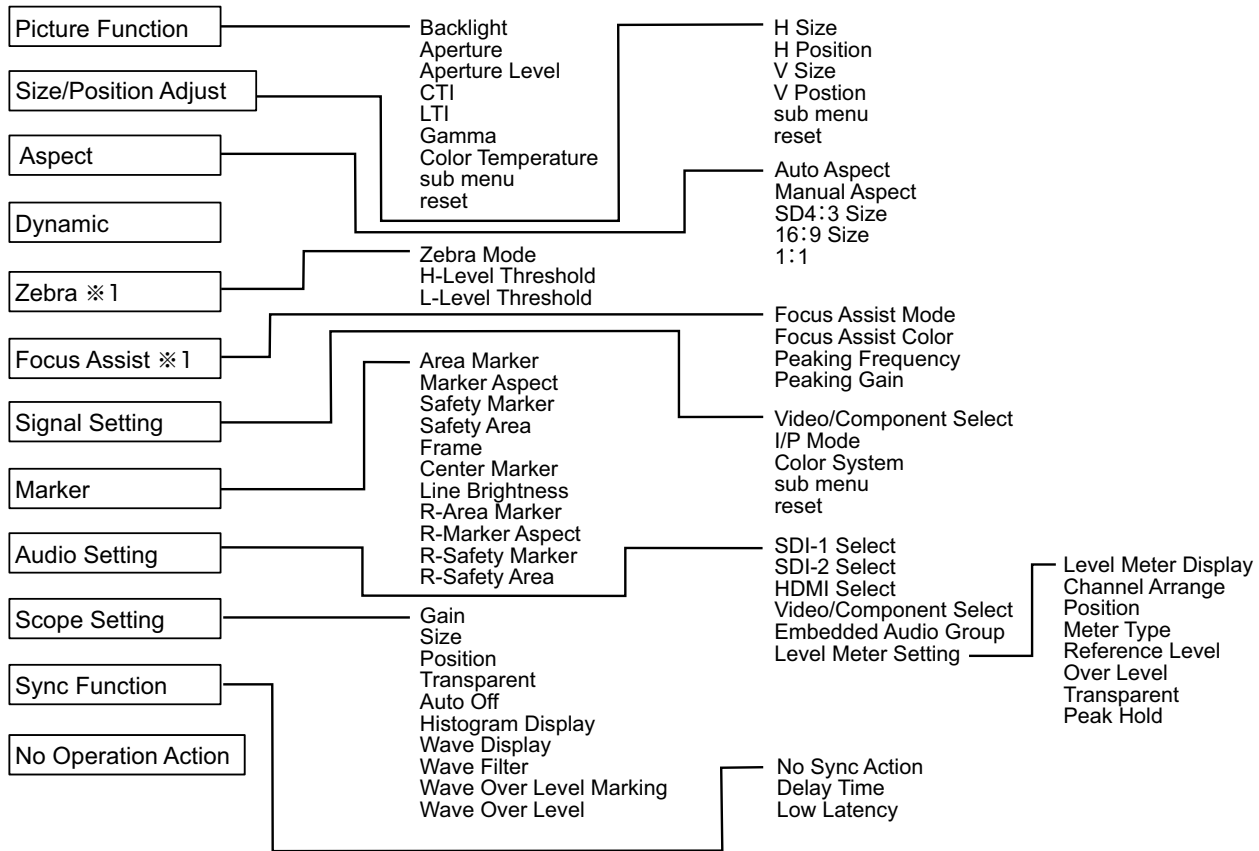 Picture Function
Size/Position Adjust
Aspect
Dynamic
Zebra ※1
Focus Assist ※1
Signal Setting
Marker
Audio Setting
Scope Setting
Sync Function
No Operation Action
Backlight
Aperture
Aperture Level
CTI
LTI
Gamma
Color Temperature
sub menu
reset
Zebra Mode
H-Level Threshold
L-Level Threshold
Area Marker
Marker Aspect
Safety Marker
Safety Area
Frame
Center Marker
Line Brightness
R-Area Marker
R-Marker Aspect
R-Safety Marker
R-Safety Area
Gain
Size
Position
Transparent
Auto Off
Histogram Display
Wave Display
Wave Filter
Wave Over Level Marking
Wave Over Level
H Size
H Position
V Size
V Postion
sub menu
reset
Auto Aspect
Manual Aspect
SD4:3 Size
16:9 Size
1:1
Focus Assist Mode
Focus Assist Color
Peaking Frequency
Peaking Gain
Video/Component Select
I/P Mode
Color System
sub menu
reset
SDI-1 Select
SDI-2 Select
HDMI Select
Video/Component Select
Embedded Audio Group
Level Meter Setting
No Sync Action
Delay Time
Low Latency
Level Meter Display
Channel Arrange
Position
Meter Type
Reference Level
Over Level
Transparent
Peak Hold